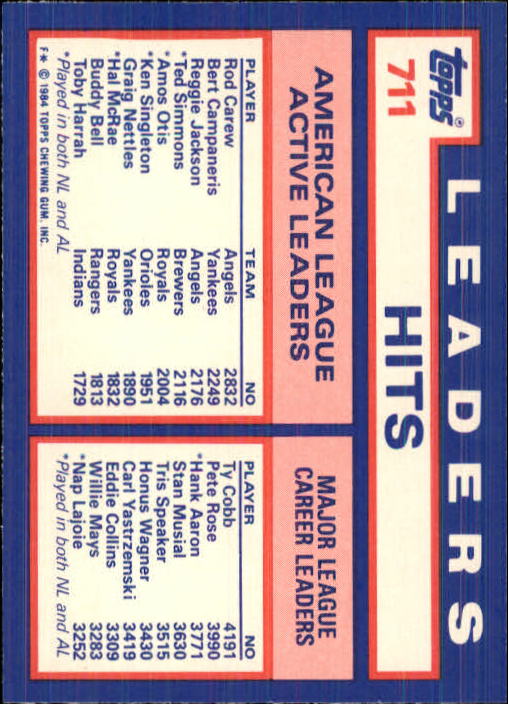 topps®
711
LEADERS
HITS
AMERICAN LEAGUE
ACTIVE LEADERS
PLAYER TEAM NO
Rod Carew Angels 2832
Bert Campaneris Yankees 2249
Reggie Jackson Angels 2176
*Ted Simmons Brewers 2116
*Amos Otis Royals 2004
*Ken Singleton Orioles 1951
Graig Nettles Yankees 1890
*Hal McRae Royals 1832
Buddy Bell Rangers 1813
Toby Harrah Indians 1729
*Played in both NL and AL
F* © 1984 TOPPS CHEWING GUM, INC.
MAJOR LEAGUE
CAREER LEADERS
PLAYER NO
Ty Cobb 4191
Pete Rose 3990
*Hank Aaron 3771
Stan Musial 3630
Tris Speaker 3515
Honus Wagner 3430
Carl Yastrzemski 3419
Eddie Collins 3309
Willie Mays 3283
*Nap Lajoie 3252
*Played in both NL and AL